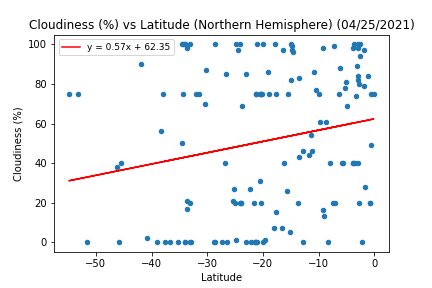 Cloudiness (%) vs Latitude (Northern Hemisphere) (04/25/2021)
y = 0.57x + 62.35
100
80
60
40
20
0
Cloudiness (%)
−50 −40 −30 −20 −10 0
Latitude